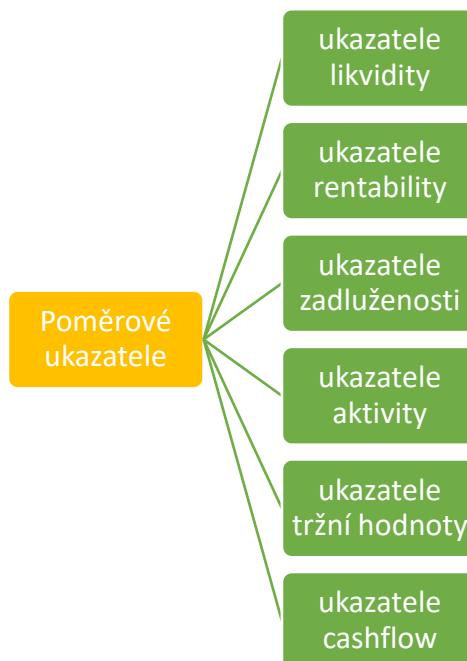 ukazatele
likvidity
ukazatele
rentability
ukazatele
zadluženosti
Poměrové
ukazatele
ukazatele
aktivity
ukazatele
tržní hodnoty
ukazatele
cashflow